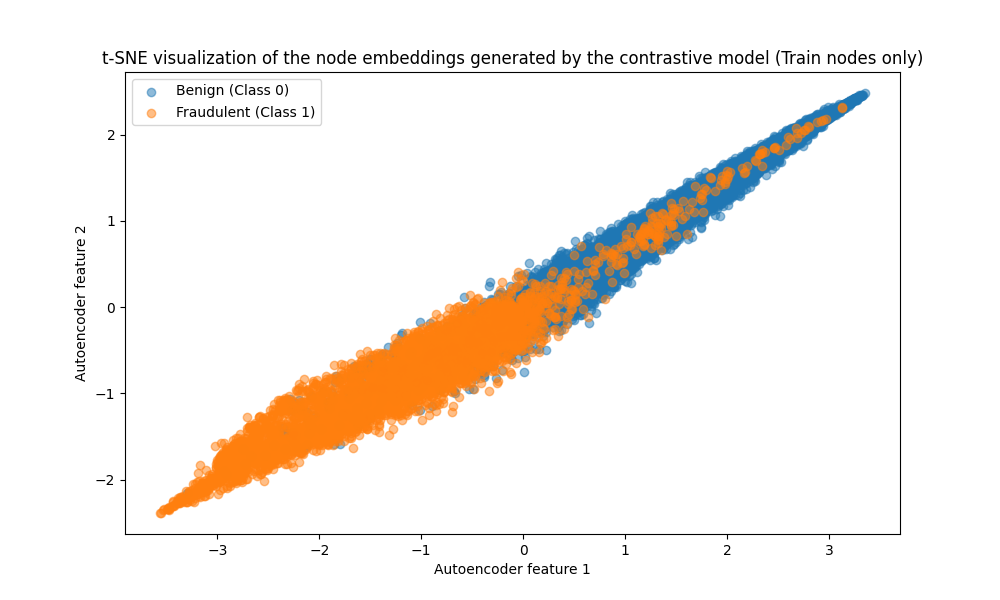 t-SNE visualization of the node embeddings generated by the contrastive model (Train nodes only)
Benign (Class 0)
Fraudulent (Class 1)
Autoencoder feature 2
2
1
0
−1
−2
−3
−2
−1
0
1
2
3
Autoencoder feature 1